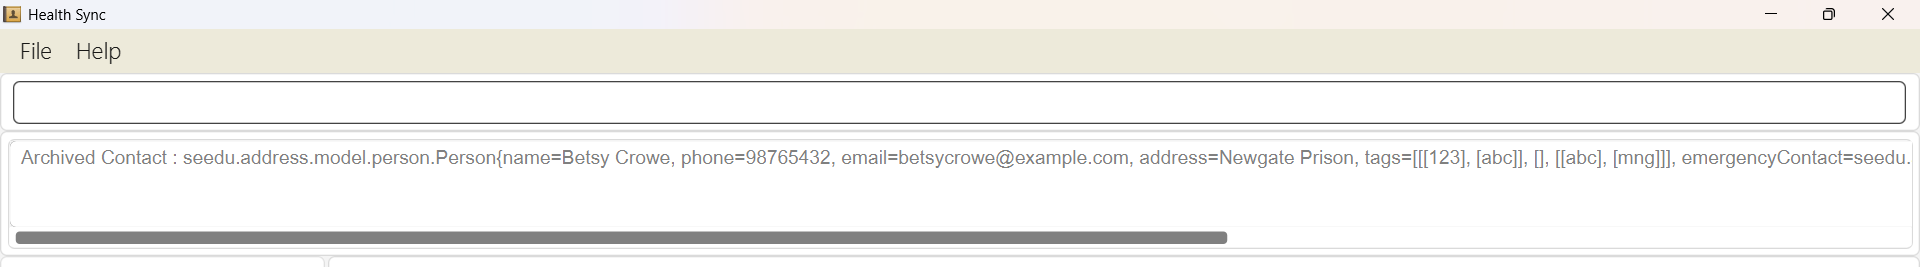 Health Sync
File Help
Archived Contact : seedu.address.model.person.Person{name=Betsy Crowe, phone=98765432, email=betsycrowe@example.com, address=Newgate Prison, tags=[[[123], [abc]], [], [[abc], [mng]]], emergencyContact=seedu.